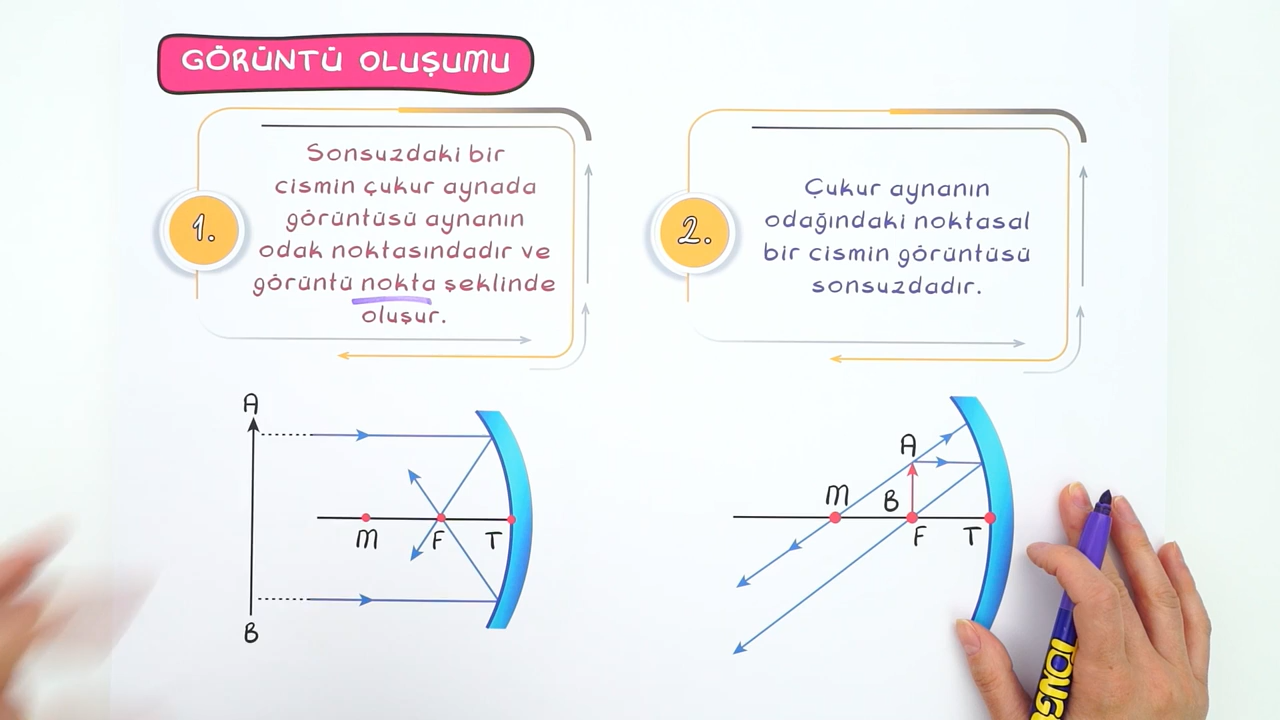 GÖRÜNTÜ OLUŞUMU
1.
Sonsuzdaki bir
cismin çukur aynada
görüntüsü aynanın
odak noktasındadır ve
görüntü nokta şeklinde
oluşur.
2.
Çukur aynanın
odağındaki noktasal
bir cismin görüntüsü
sonsuzdadır.
A
M F T
B
A
M B
F T